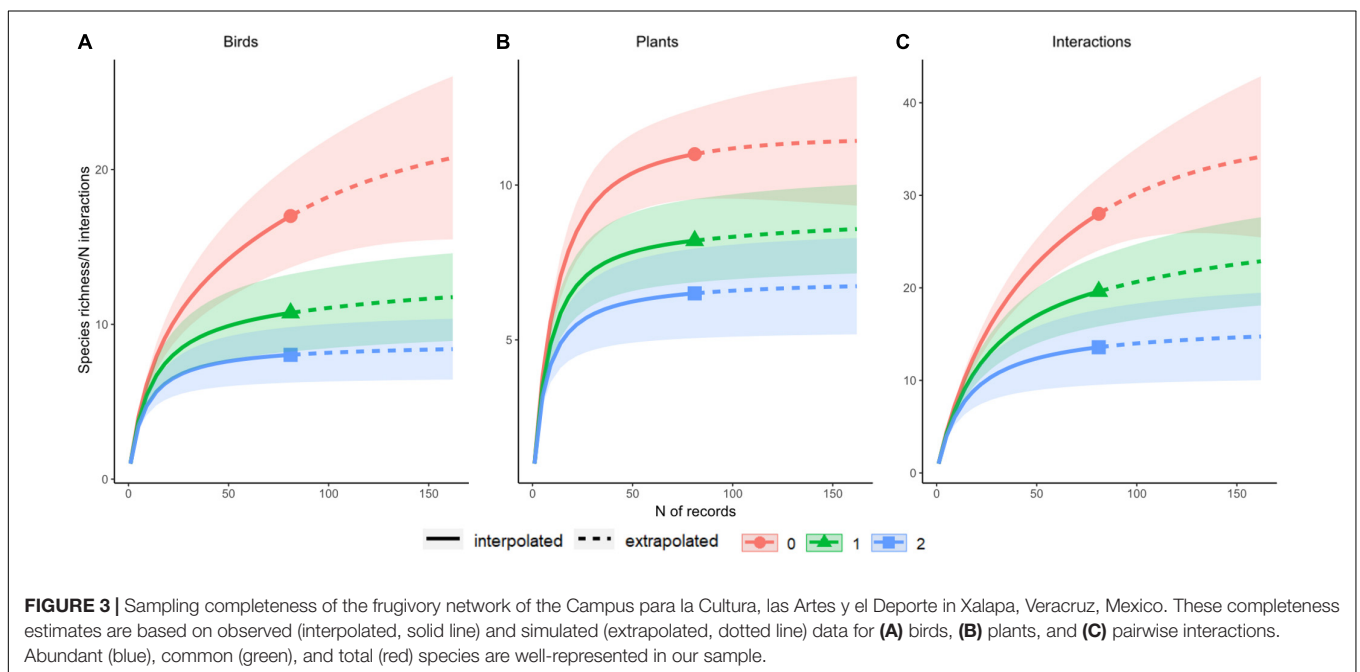 A Birds
B Plants
C Interactions
Species richness/N interactions
20
10
0
0 50 100 150
10
5
0 50 100 150
40
30
20
10
0
0 50 100 150
N of records
interpolated extrapolated 0 1 2
FIGURE 3 | Sampling completeness of the frugivory network of the Campus para la Cultura, las Artes y el Deporte in Xalapa, Veracruz, Mexico. These completeness
estimates are based on observed (interpolated, solid line) and simulated (extrapolated, dotted line) data for (A) birds, (B) plants, and (C) pairwise interactions.
Abundant (blue), common (green), and total (red) species are well-represented in our sample.